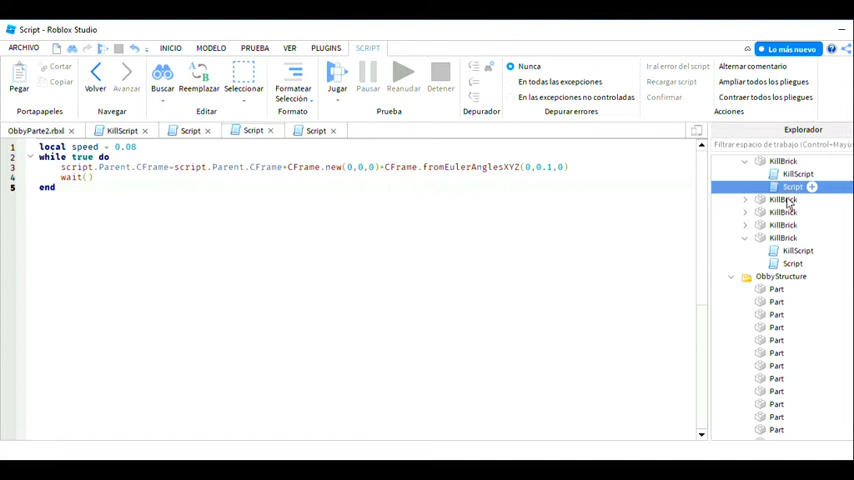 Script - Roblox Studio
ARCHIVO INICIO MODELO PRUEBA VER PLUGINS SCRIPT Lo más nuevo
Pegar Cortar Copiar Volver Avanzar Buscar Reemplazar Seleccionar Formatear Selección Jugar Pausar Reanudar Detener Nunca En todas las excepciones En las excepciones no controladas Ir al error del script Recargar script Confirmar Alternar comentario Ampliar todos los pliegues Contraer todos los pliegues
Portapapeles Navegar Editar Prueba Depurador Depurar errores Acciones
ObbyParte2.rbxl KillScript Script Script Script Explorador
Filtrar espacio de trabajo (Control+Mayú
1 local speed = 0.08
2 while true do
3 script.Parent.CFrame=script.Parent.CFrame*CFrame.new(0,0,0)*CFrame.fromEulerAnglesXYZ(0,0.1,0)
4 wait()
5 end
KillBrick
KillScript
Script
KillBrick
KillBrick
KillBrick
KillBrick
KillScript
Script
ObbyStructure
Part
Part
Part
Part
Part
Part
Part
Part
Part
Part
Part
Part